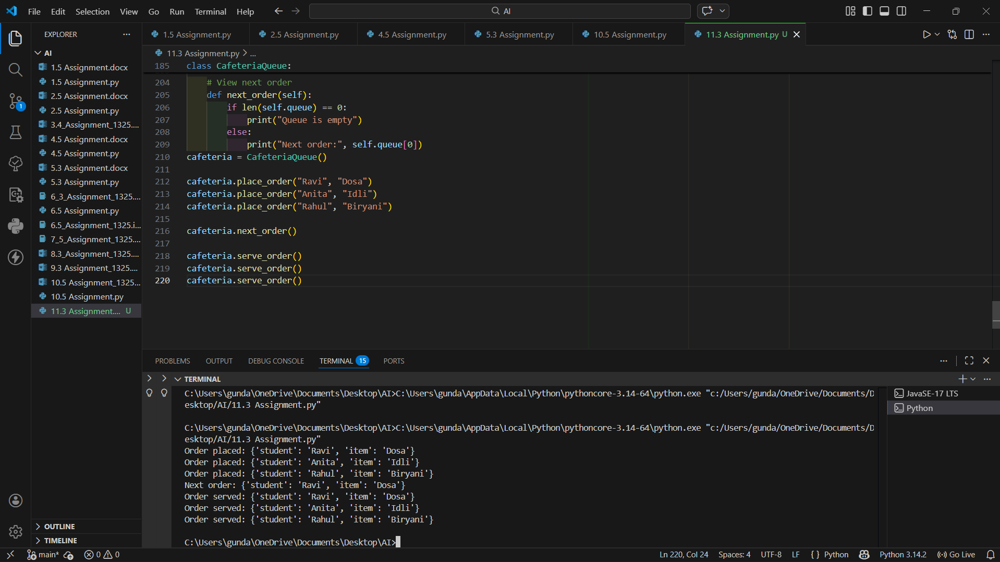 File Edit Selection View Go Run Terminal Help
AI
EXPLORER
AI
1.5 Assignment.docx
1.5 Assignment.py
2.5 Assignment.docx
2.5 Assignment.py
3.4_Assignment_1325....
4.5 Assignment.docx
4.5 Assignment.py
5.3 Assignment.docx
5.3 Assignment.py
6_3_Assignment_1325....
6.5 Assignment.py
6.5_Assignment_1325.i...
7_5_Assignment_1325....
8.3_Assignment_1325....
9.3 Assignment_1325....
10.5 Assignment_1325...
10.5 Assignment.py
11.3 Assignment.... U
OUTLINE
TIMELINE
1
1.5 Assignment.py 2.5 Assignment.py 4.5 Assignment.py 5.3 Assignment.py 10.5 Assignment.py 11.3 Assignment.py U
11.3 Assignment.py > ...
185 class CafeteriaQueue:
204 # View next order
205 def next_order(self):
206 if len(self.queue) == 0:
207 print("Queue is empty")
208 else:
209 print("Next order:", self.queue[0])
210 cafeteria = CafeteriaQueue()
211
212 cafeteria.place_order("Ravi", "Dosa")
213 cafeteria.place_order("Anita", "Idli")
214 cafeteria.place_order("Rahul", "Biryani")
215
216 cafeteria.next_order()
217
218 cafeteria.serve_order()
219 cafeteria.serve_order()
220 cafeteria.serve_order()
PROBLEMS OUTPUT DEBUG CONSOLE TERMINAL 15 PORTS
TERMINAL
C:\Users\gunda\OneDrive\Documents\Desktop\AI>C:\Users\gunda\AppData\Local\Python\pythoncore-3.14-64\python.exe "c:/Users/gunda/OneDrive/Documents/D
esktop/AI/11.3 Assignment.py"
C:\Users\gunda\OneDrive\Documents\Desktop\AI>C:\Users\gunda\AppData\Local\Python\pythoncore-3.14-64\python.exe "c:/Users/gunda/OneDrive/Documents/D
esktop/AI/11.3 Assignment.py"
Order placed: {'student': 'Ravi', 'item': 'Dosa'}
Order placed: {'student': 'Anita', 'item': 'Idli'}
Order placed: {'student': 'Rahul', 'item': 'Biryani'}
Next order: {'student': 'Ravi', 'item': 'Dosa'}
Order served: {'student': 'Ravi', 'item': 'Dosa'}
Order served: {'student': 'Anita', 'item': 'Idli'}
Order served: {'student': 'Rahul', 'item': 'Biryani'}
C:\Users\gunda\OneDrive\Documents\Desktop\AI>
JavaSE-17 LTS
Python
main* 0 0 Ln 220, Col 24 Spaces: 4 UTF-8 LF { } Python Python 3.14.2 Go Live